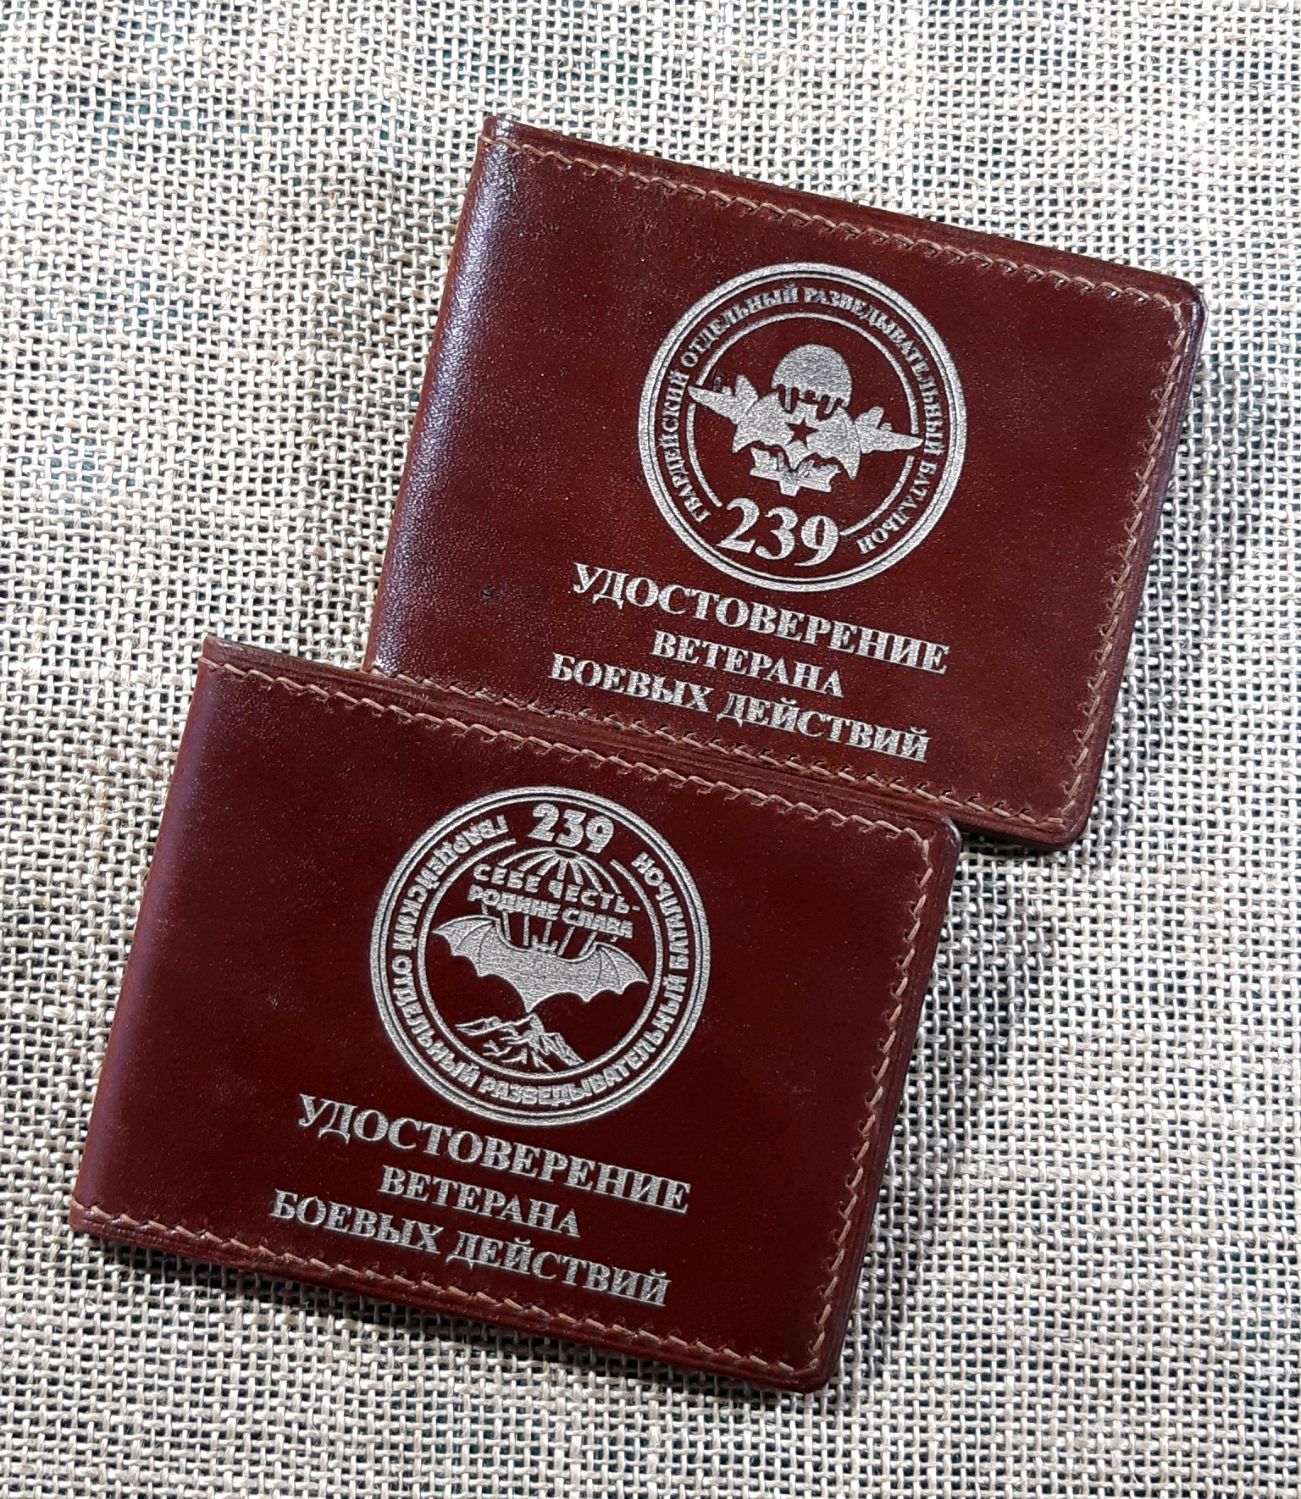 ГВАРДЕЙСКИЙ ОТДЕЛЬНЫЙ РАЗВЕДЫВАТЕЛЬНЫЙ БАТАЛЬОН
239
УДОСТОВЕРЕНИЕ
ВЕТЕРАНА
БОЕВЫХ ДЕЙСТВИЙ
239
ГВАРДЕЙСКИЙ ОТДЕЛЬНЫЙ РАЗВЕДЫВАТЕЛЬНЫЙ БАТАЛЬОН
СЕБЕ ЧЕСТЬ-
РОДИНЕ СЛАВА
УДОСТОВЕРЕНИЕ
ВЕТЕРАНА
БОЕВЫХ ДЕЙСТВИЙ